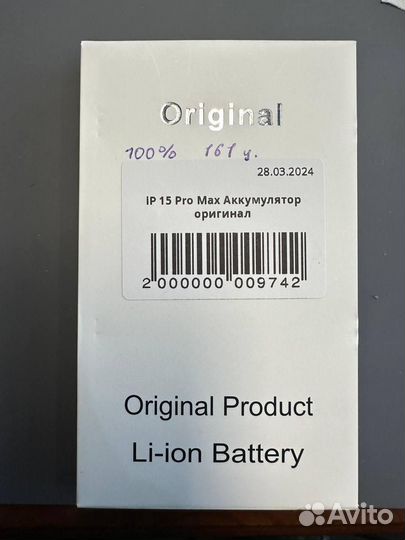 Original
100% 161 ц.
28.03.2024
IP 15 Pro Max Аккумулятор
оригинал
2 000000 009742
Original Product
Li-ion Battery
Avito